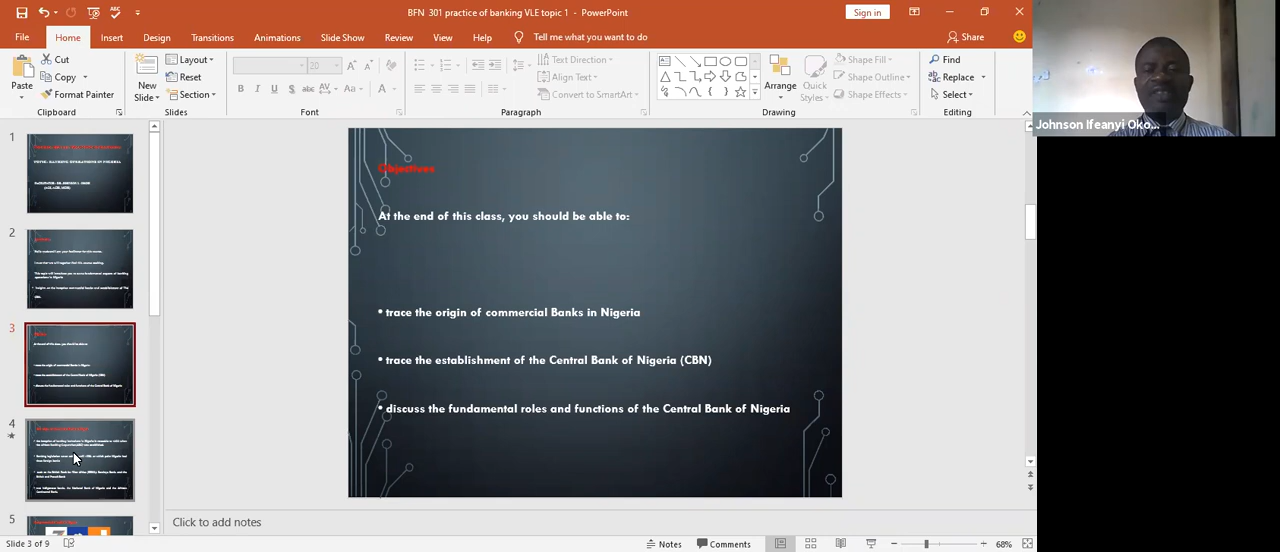 BFN 301 practice of banking VLE topic 1 - PowerPoint
Sign in
File Home Insert Design Transitions Animations Slide Show Review View Help Tell me what you want to do Share
Paste
Cut
Copy
Format Painter
Clipboard
New Slide
Layout
Reset
Section
Slides
20
Font
Text Direction
Align Text
Convert to SmartArt
Paragraph
Arrange
Quick Styles
Shape Fill
Shape Outline
Shape Effects
Drawing
Find
Replace
Select
Editing
Johnson Ifeanyi Oko...
1
2
3
4
5
Objectives
At the end of this class, you should be able to:
• trace the origin of commercial Banks in Nigeria
• trace the establishment of the Central Bank of Nigeria (CBN)
• discuss the fundamental roles and functions of the Central Bank of Nigeria
Click to add notes
Slide 3 of 9
Notes
Comments
68%